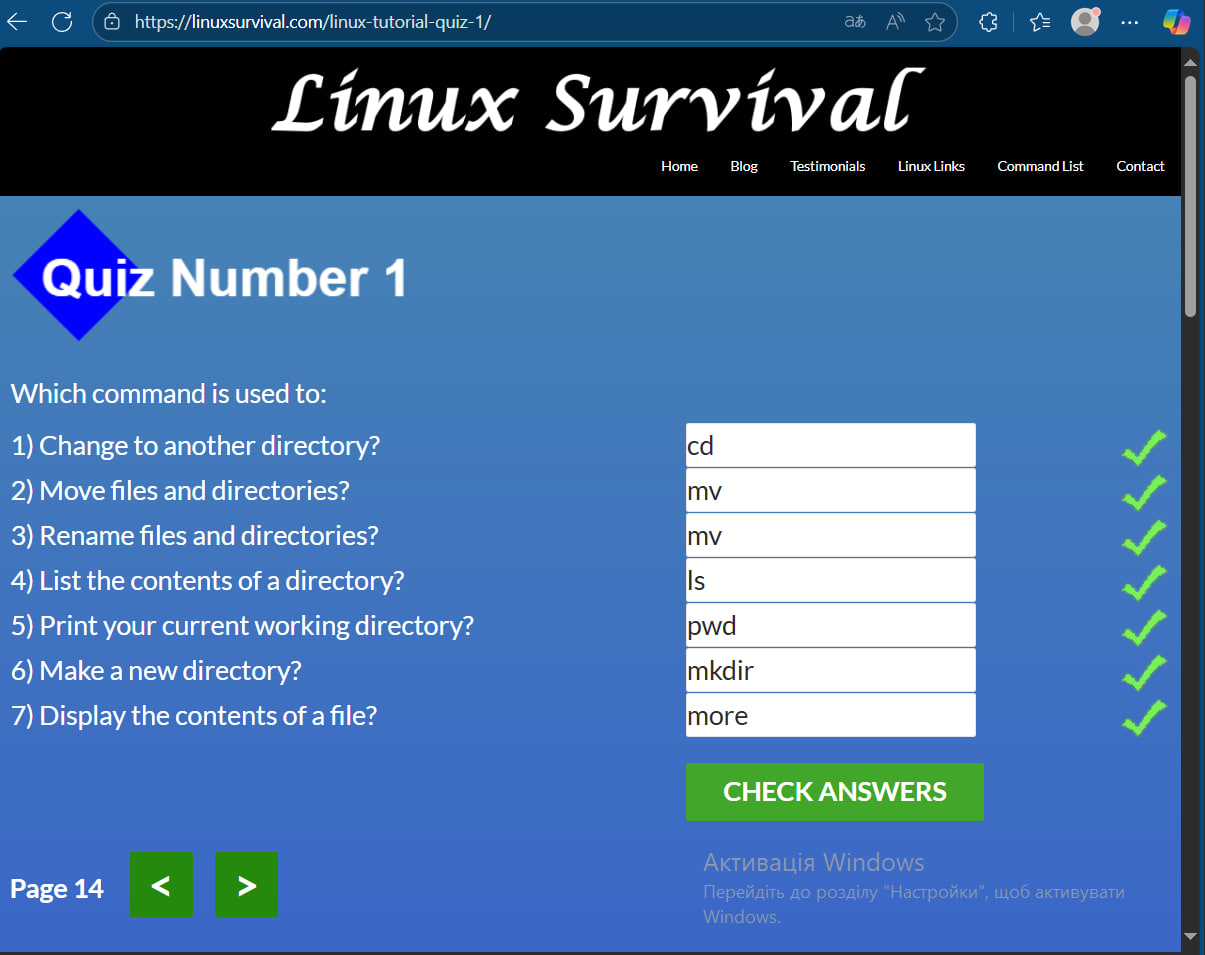 https://linuxsurvival.com/linux-tutorial-quiz-1/
Linux Survival
Home Blog Testimonials Linux Links Command List Contact
Quiz Number 1
Which command is used to:
1) Change to another directory? cd
2) Move files and directories? mv
3) Rename files and directories? mv
4) List the contents of a directory? ls
5) Print your current working directory? pwd
6) Make a new directory? mkdir
7) Display the contents of a file? more
CHECK ANSWERS
Page 14 < >
Активація Windows
Перейдіть до розділу "Настройки", щоб активувати
Windows.